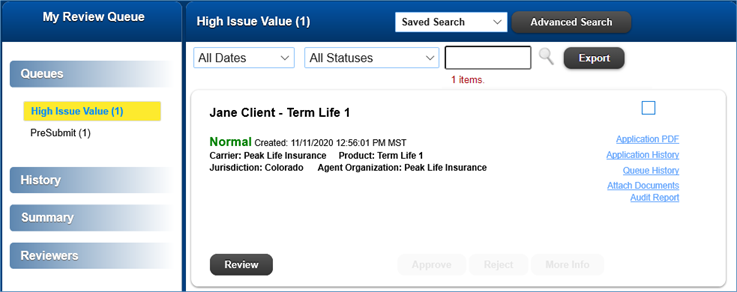 My Review Queue
Queues
High Issue Value (1)
PreSubmit (1)
History
Summary
Reviewers
High Issue Value (1)
Saved Search
Advanced Search
All Dates
All Statuses
Export
1 items.
Jane Client - Term Life 1
Normal Created: 11/11/2020 12:56:01 PM MST
Carrier: Peak Life Insurance Product: Term Life 1
Jurisdiction: Colorado Agent Organization: Peak Life Insurance
Application PDF
Application History
Queue History
Attach Documents
Audit Report
Review
Approve
Reject
More Info